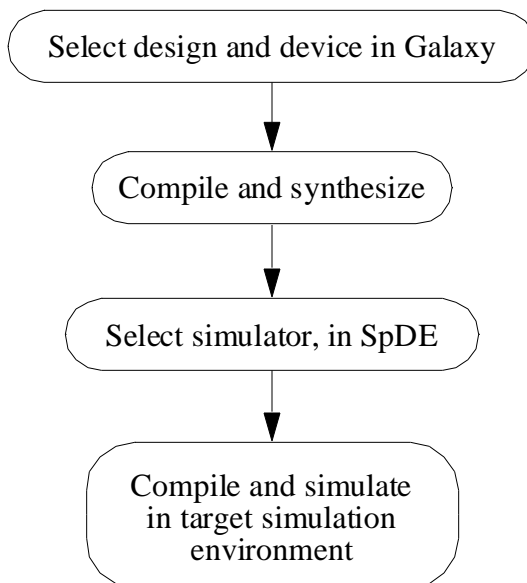 Select design and device in Galaxy
Compile and synthesize
Select simulator, in SpDE
Compile and simulate
in target simulation
environment